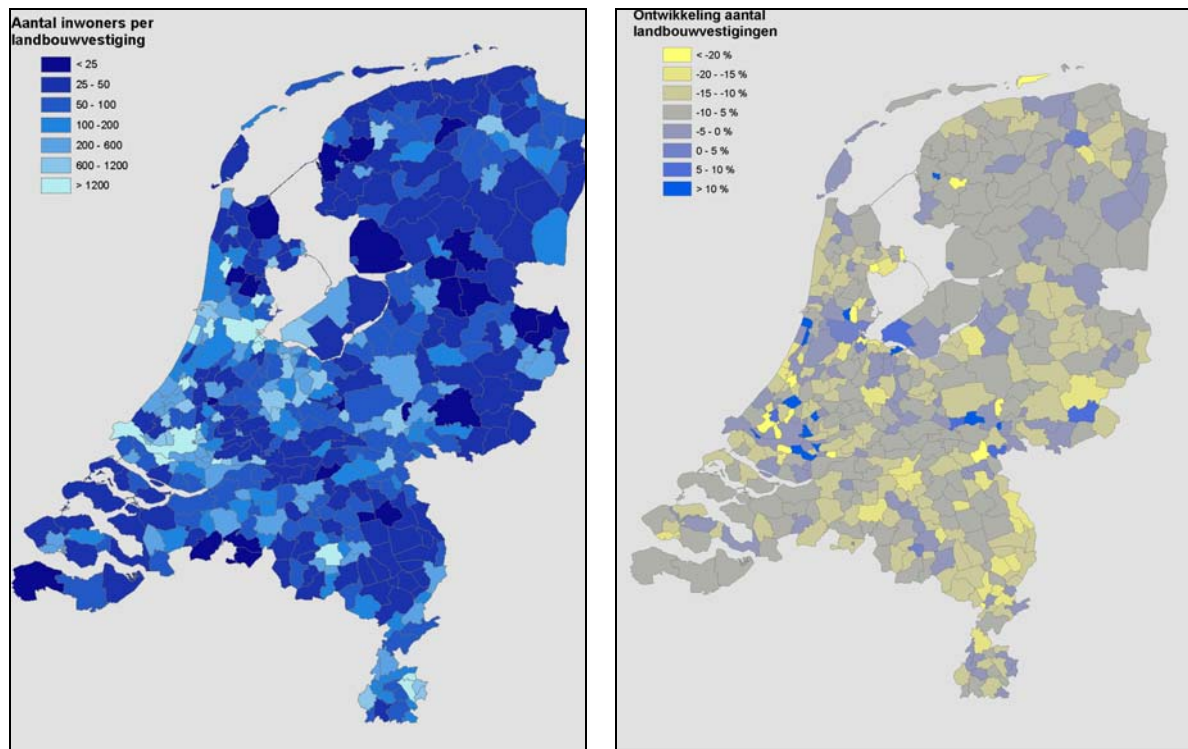 Aantal inwoners per
landbouwvestiging
< 25
25 - 50
50 - 100
100 -200
200 - 600
600 - 1200
> 1200
Ontwikkeling aantal
landbouwvestigingen
< -20 %
-20 - -15 %
-15 - -10 %
-10 - 5 %
-5 - 0%
0 - 5 %
5 - 10 %
> 10 %